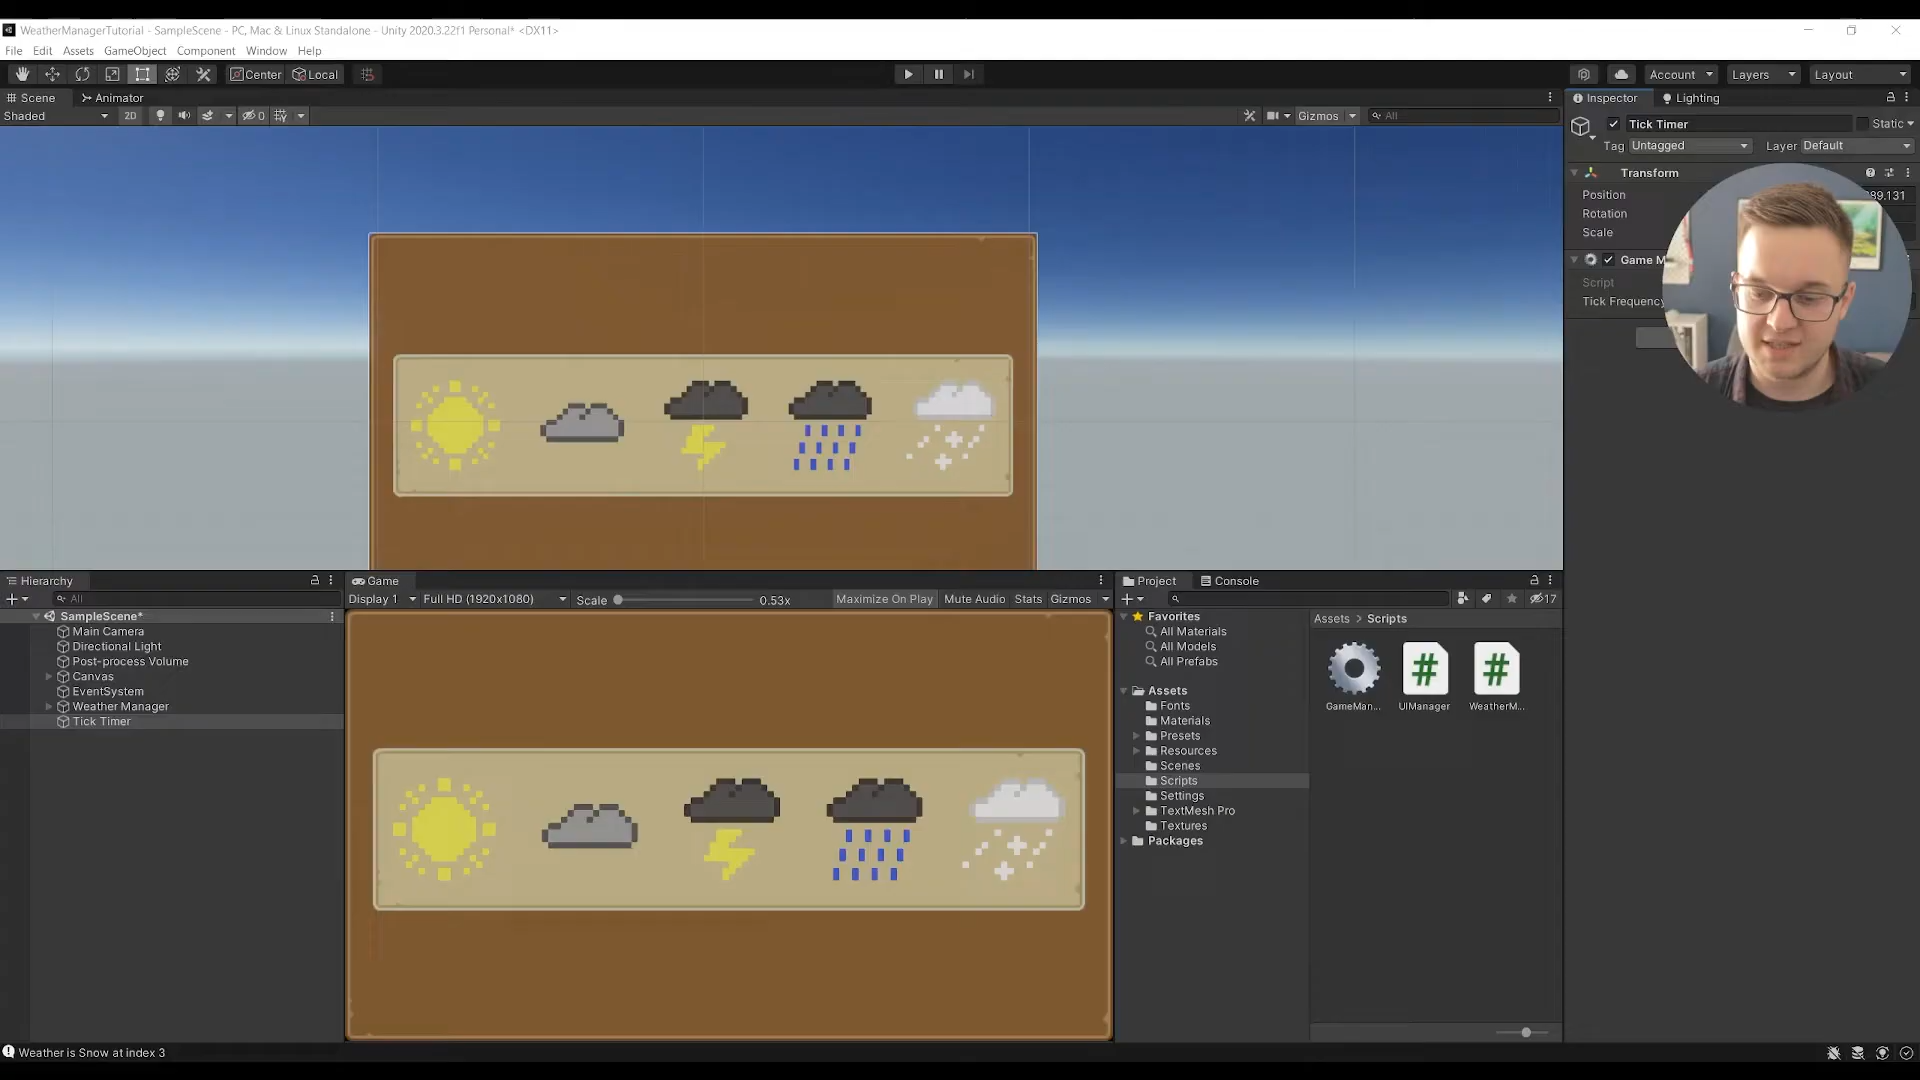 WeatherManagerTutorial - SampleScene - PC, Mac & Linux Standalone - Unity 2020.3.22f1 Personal* <DX11>
File Edit Assets GameObject Component Window Help
Center Local
Account Layers Layout
Scene Animator
Shaded 2D 0 Gizmos All
Inspector Lighting
Tick Timer Static
Tag Untagged Layer Default
Transform
Position 89.131
Rotation
Scale
Game M
Script
Tick Frequency
Hierarchy
All
SampleScene*
Main Camera
Directional Light
Post-process Volume
Canvas
EventSystem
Weather Manager
Tick Timer
Game
Display 1 Full HD (1920x1080) Scale 0.53x Maximize On Play Mute Audio Stats Gizmos
Project Console
17
Favorites
All Materials
All Models
All Prefabs
Assets
Fonts
Materials
Presets
Resources
Scenes
Scripts
Settings
TextMesh Pro
Textures
Packages
Assets > Scripts
GameMan... UIManager WeatherM...
Weather is Snow at index 3